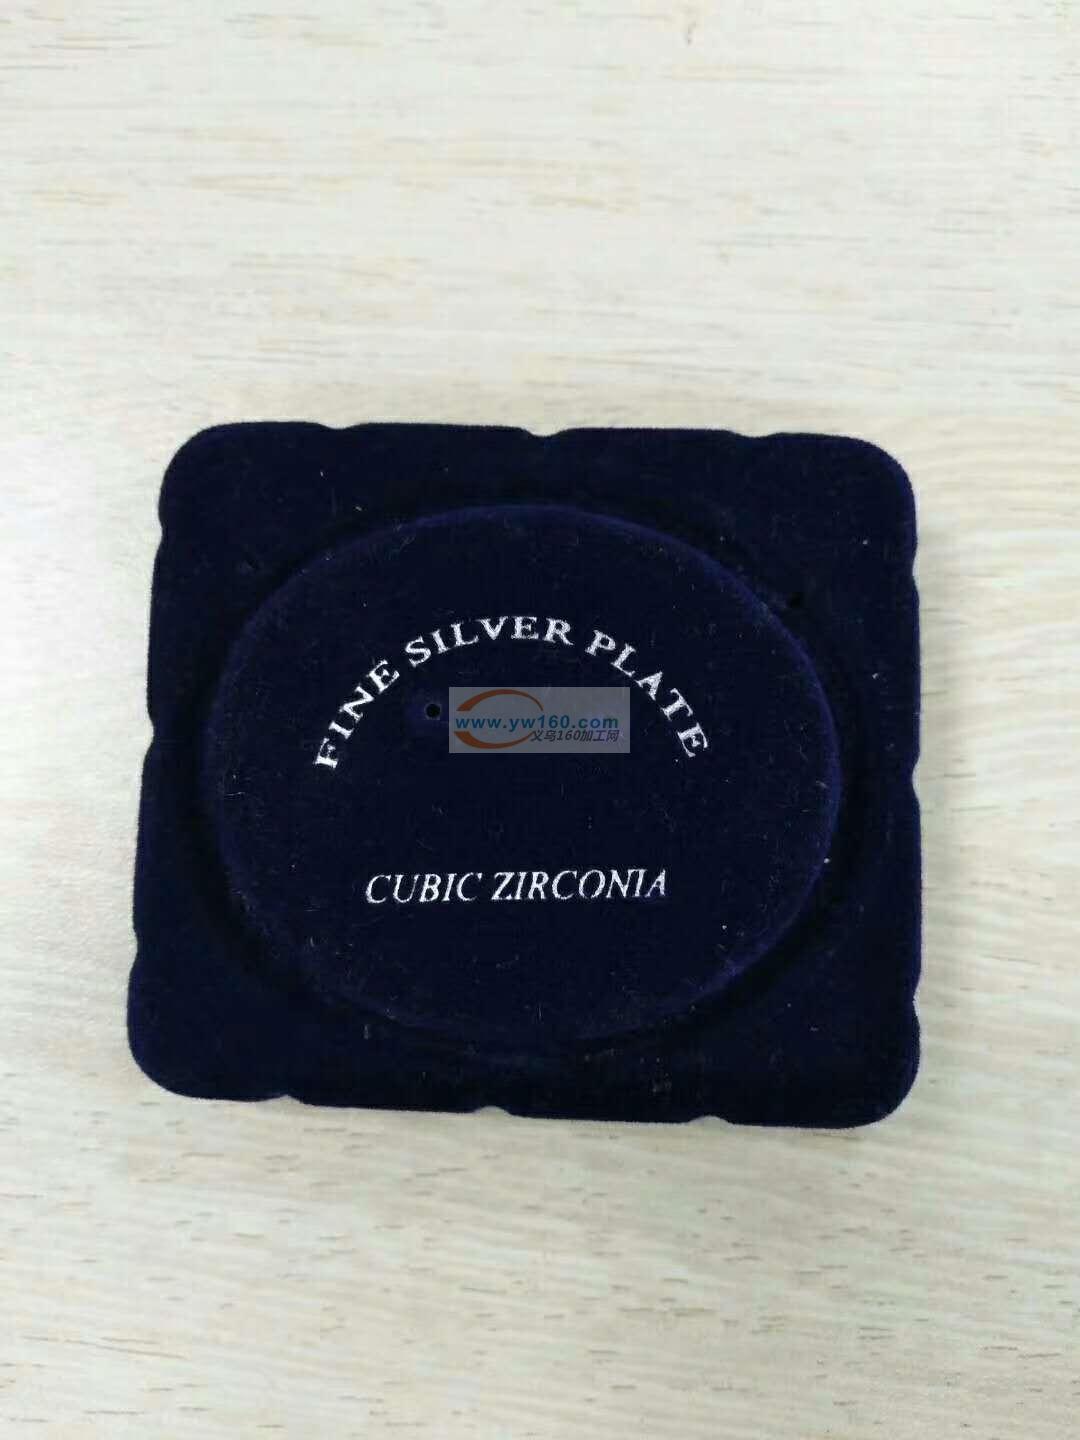 FINE SILVER PLATE
www.yw160.com
义乌160加工网
CUBIC ZIRCONIA